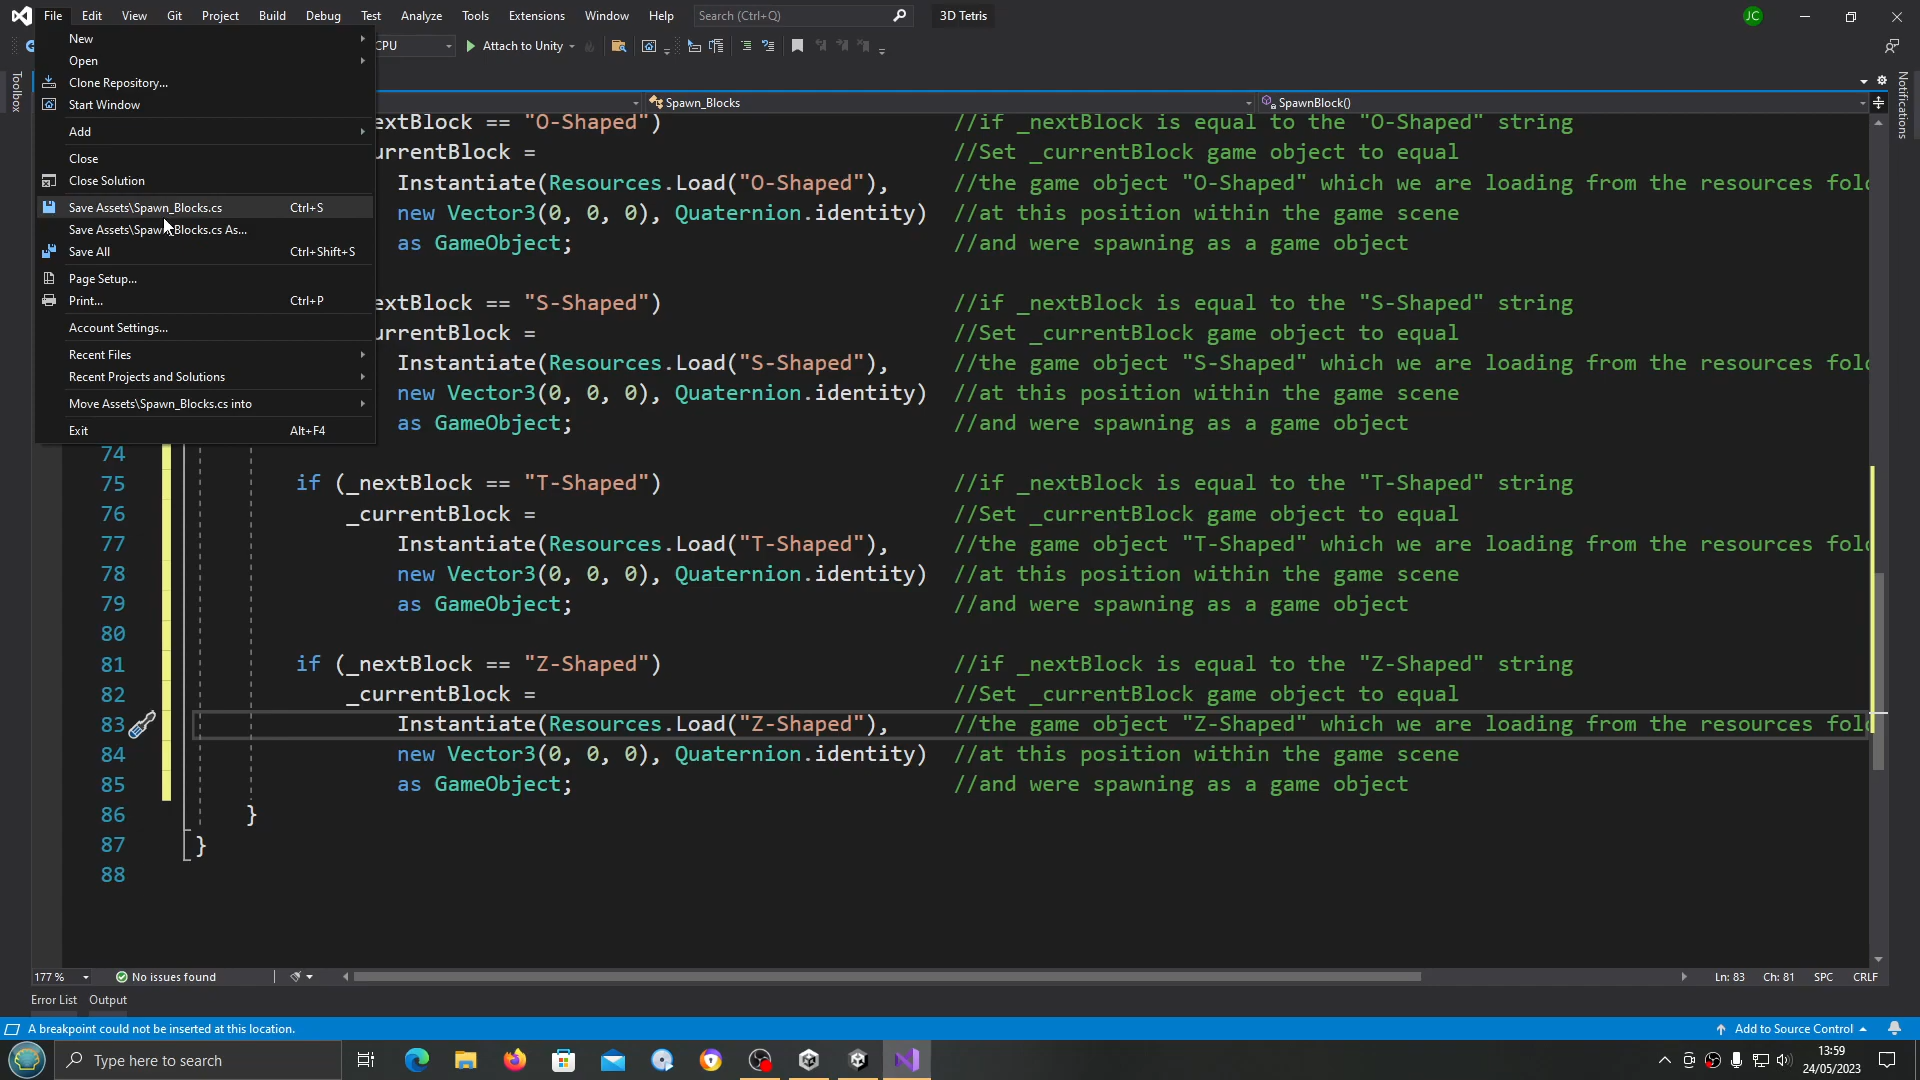 File Edit View Git Project Build Debug Test Analyze Tools Extensions Window Help Search (Ctrl+Q) 3D Tetris JC
New
CPU Attach to Unity
Open
Clone Repository...
Toolbox
Notifications
Start Window
Spawn_Blocks SpawnBlock()
Add
Close
Close Solution
Save Assets\Spawn_Blocks.cs Ctrl+S
Save Assets\Spawn_Blocks.cs As...
Save All Ctrl+Shift+S
Page Setup...
Print... Ctrl+P
Account Settings...
Recent Files
Recent Projects and Solutions
Move Assets\Spawn_Blocks.cs into
Exit Alt+F4
extBlock == "O-Shaped") //if _nextBlock is equal to the "O-Shaped" string
urrentBlock = //Set _currentBlock game object to equal
Instantiate(Resources.Load("O-Shaped"), //the game object "O-Shaped" which we are loading from the resources fol
new Vector3(0, 0, 0), Quaternion.identity) //at this position within the game scene
as GameObject; //and were spawning as a game object
extBlock == "S-Shaped") //if _nextBlock is equal to the "S-Shaped" string
urrentBlock = //Set _currentBlock game object to equal
Instantiate(Resources.Load("S-Shaped"), //the game object "S-Shaped" which we are loading from the resources fol
new Vector3(0, 0, 0), Quaternion.identity) //at this position within the game scene
as GameObject; //and were spawning as a game object
74
75 if (_nextBlock == "T-Shaped") //if _nextBlock is equal to the "T-Shaped" string
76 _currentBlock = //Set _currentBlock game object to equal
77 Instantiate(Resources.Load("T-Shaped"), //the game object "T-Shaped" which we are loading from the resources fol
78 new Vector3(0, 0, 0), Quaternion.identity) //at this position within the game scene
79 as GameObject; //and were spawning as a game object
80
81 if (_nextBlock == "Z-Shaped") //if _nextBlock is equal to the "Z-Shaped" string
82 _currentBlock = //Set _currentBlock game object to equal
83 Instantiate(Resources.Load("Z-Shaped"), //the game object "Z-Shaped" which we are loading from the resources fol
84 new Vector3(0, 0, 0), Quaternion.identity) //at this position within the game scene
85 as GameObject; //and were spawning as a game object
86 }
87 }
88
177 % No issues found Ln: 83 Ch: 81 SPC CRLF
Error List Output
A breakpoint could not be inserted at this location. Add to Source Control
Type here to search
13:59
24/05/2023